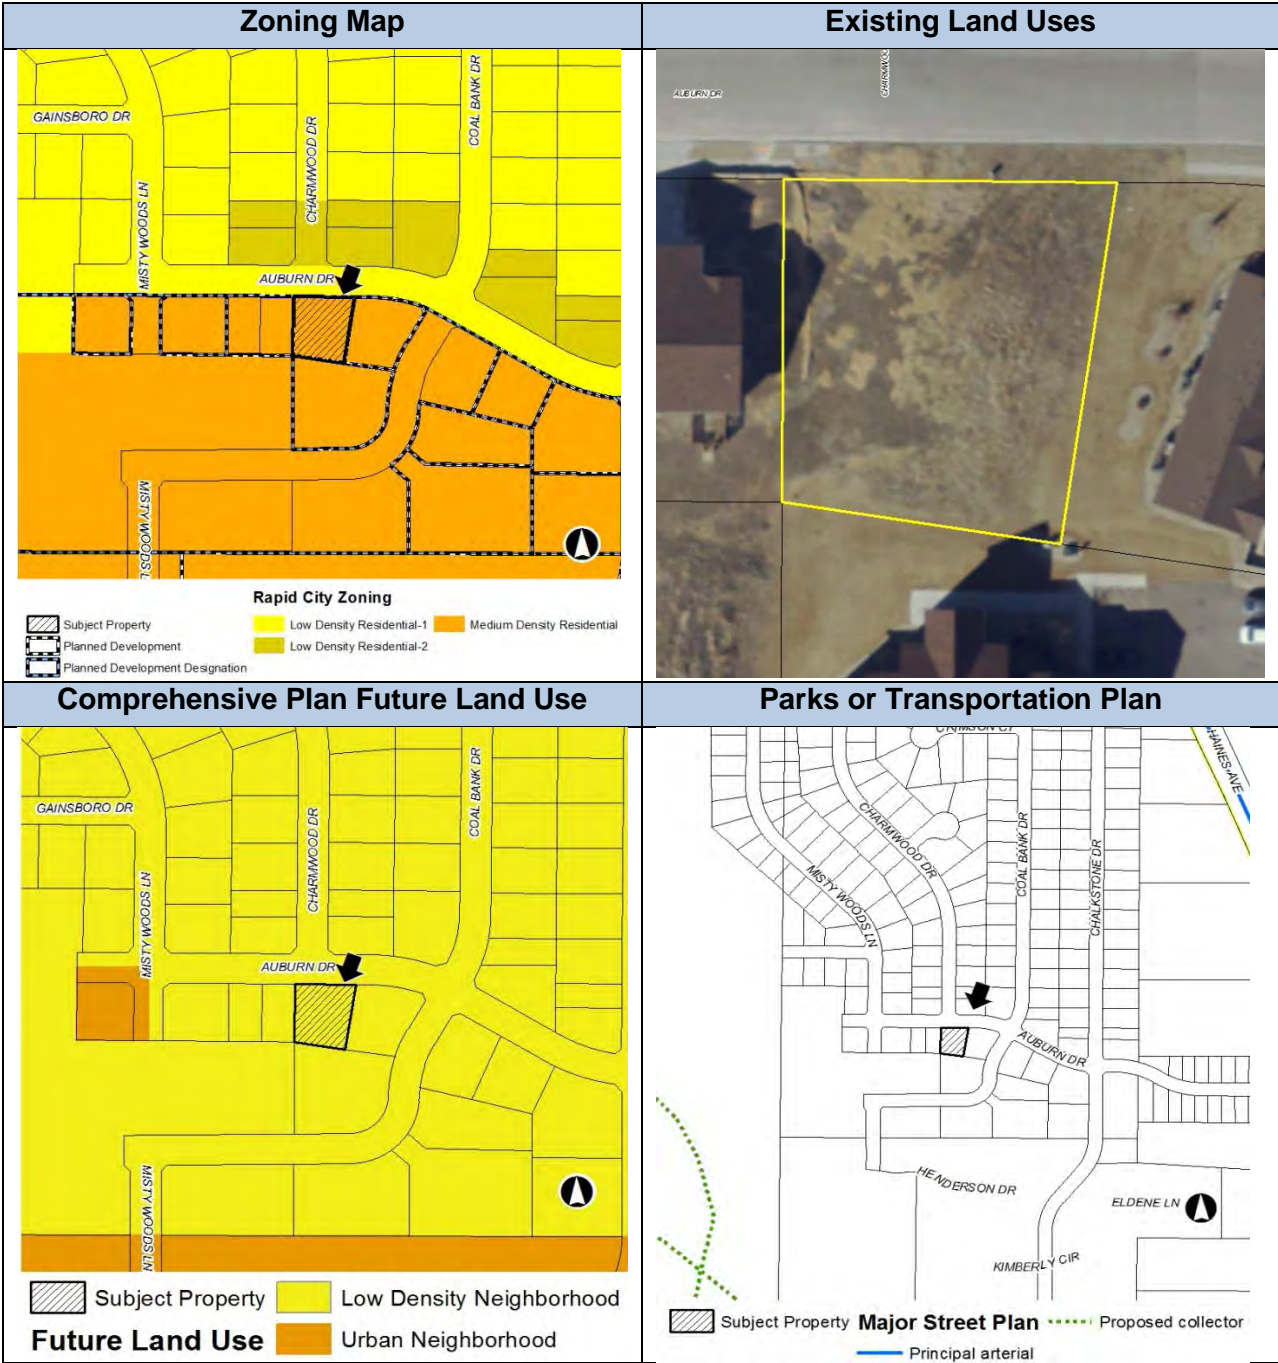 Zoning Map
Existing Land Uses
GAINSBORO DR
MISTY WOODS LN
CHARMWOOD DR
COAL BANK DR
AUBURN DR
MISTY WOODS L
Rapid City Zoning
Subject Property
Planned Development
Planned Development Designation
Low Density Residential-1
Low Density Residential-2
Medium Density Residential
AUBURN DR
CHARMWOO
Comprehensive Plan Future Land Use
Parks or Transportation Plan
GAINSBORO DR
MISTY WOODS LN
CHARMWOOD DR
COAL BANK DR
AUBURN DR
MISTY WOODS LN
Subject Property
Low Density Neighborhood
Future Land Use
Urban Neighborhood
CRIMSON CT
HAINES AVE
CHARMWOOD DR
MISTY WOODS LN
COAL BANK DR
CHALKSTONE DR
AUBURN DR
HENDERSON DR
ELDENE LN
KIMBERLY CIR
Subject Property
Major Street Plan
Proposed collector
Principal arterial